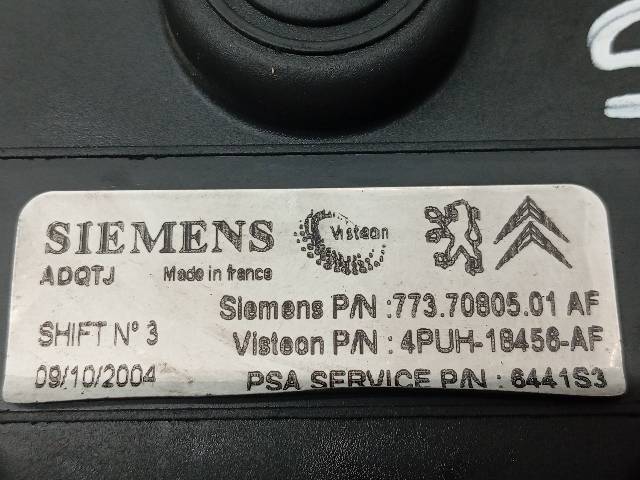 SIEMENS Visteon
ADQTJ Made in france
Siemens P/N :773.70805.01 AF
SHIFT N° 3 Visteon P/N : 4PUH-18456-AF
09/10/2004 PSA SERVICE P/N : 6441S3